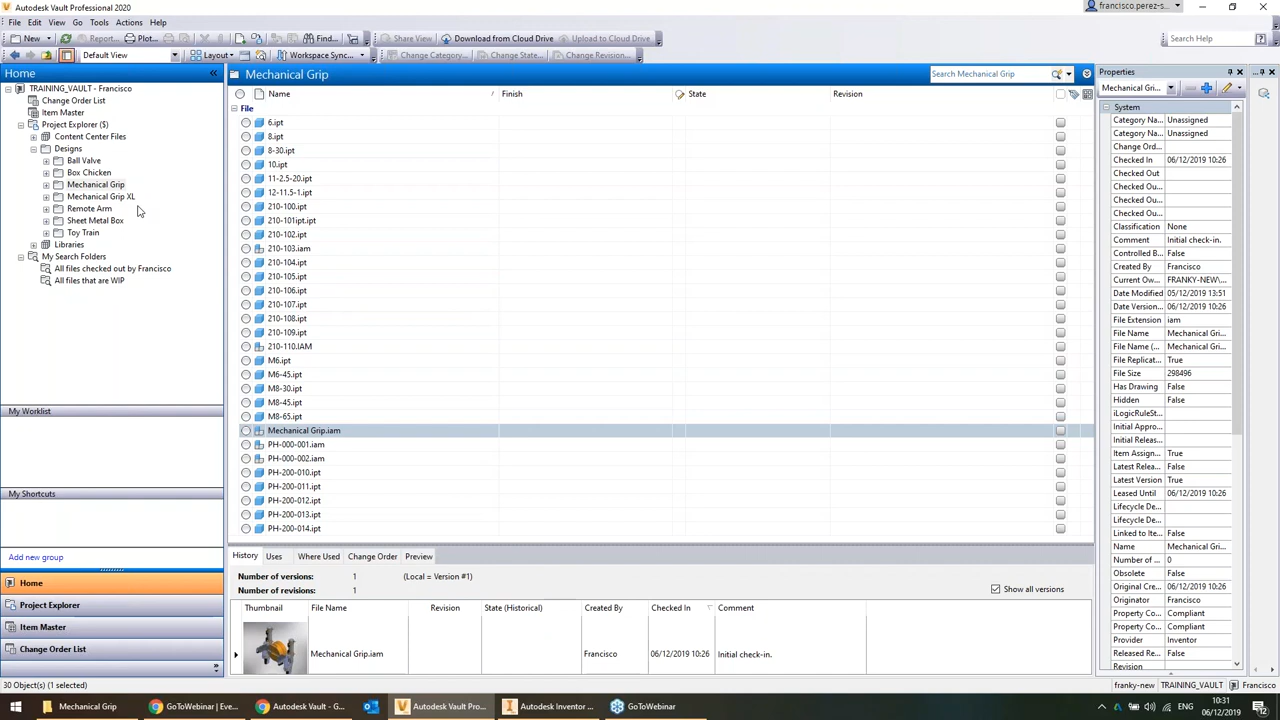 Autodesk Vault Professional 2020
francisco.perez-s...
File Edit View Go Tools Actions Help
New Report... Plot... Find... Share View Download from Cloud Drive Upload to Cloud Drive Search Help
Default View Layout Workspace Sync... Change Category... Change State... Change Revision...
Home
TRAINING_VAULT - Francisco
Change Order List
Item Master
Project Explorer ($)
Content Center Files
Designs
Ball Valve
Box Chicken
Mechanical Grip
Mechanical Grip XL
Remote Arm
Sheet Metal Box
Toy Train
Libraries
My Search Folders
All files checked out by Francisco
All files that are WIP
My Worklist
My Shortcuts
Add new group
Home
Project Explorer
Item Master
Change Order List
Mechanical Grip
Search Mechanical Grip
Name Finish State Revision
File
6.ipt
8.ipt
8-30.ipt
10.ipt
11-2.5-20.ipt
12-11.5-1.ipt
210-100.ipt
210-101ipt.ipt
210-102.ipt
210-103.iam
210-104.ipt
210-105.ipt
210-106.ipt
210-107.ipt
210-108.ipt
210-109.ipt
210-110.IAM
M6.ipt
M6-45.ipt
M8-30.ipt
M8-45.ipt
M8-65.ipt
Mechanical Grip.iam
PH-000-001.iam
PH-000-002.iam
PH-200-010.ipt
PH-200-011.ipt
PH-200-012.ipt
PH-200-013.ipt
PH-200-014.ipt
History Uses Where Used Change Order Preview
Number of versions: 1 (Local = Version #1)
Number of revisions: 1
Show all versions
Thumbnail File Name Revision State (Historical) Created By Checked In Comment
Mechanical Grip.iam Francisco 06/12/2019 10:26 Initial check-in.
Properties
Mechanical Gri...
System
Category Na... Unassigned
Category Na... Unassigned
Change Ord...
Checked In 06/12/2019 10:26
Checked Out
Checked Ou...
Checked Ou...
Checked Ou...
Classification None
Comment Initial check-in.
Controlled B... False
Created By Francisco
Current Ow... FRANKY-NEW\...
Date Modified 05/12/2019 13:51
Date Version... 06/12/2019 10:26
File Extension iam
File Name Mechanical Gri...
File Name (... Mechanical Gri...
File Replicat... True
File Size 298496
Has Drawing False
Hidden False
iLogicRuleSt...
Initial Appro...
Initial Releas...
Item Assign... True
Latest Relea... False
Latest Version True
Leased Until 06/12/2019 10:26
Lifecycle De...
Lifecycle De...
Linked to Ite... False
Name Mechanical Gri...
Number of ... 0
Obsolete False
Original Cre... 06/12/2019 10:26
Originator Francisco
Property Co... Compliant
Property Co... Compliant
Provider Inventor
Released Re... False
Revision
30 Object(s) (1 selected)
franky-new TRAINING_VAULT Francisco
Mechanical Grip GoToWebinar | Eve... Autodesk Vault - G... Autodesk Vault Pro... Autodesk Inventor ... GoToWebinar
10:31
06/12/2019
12